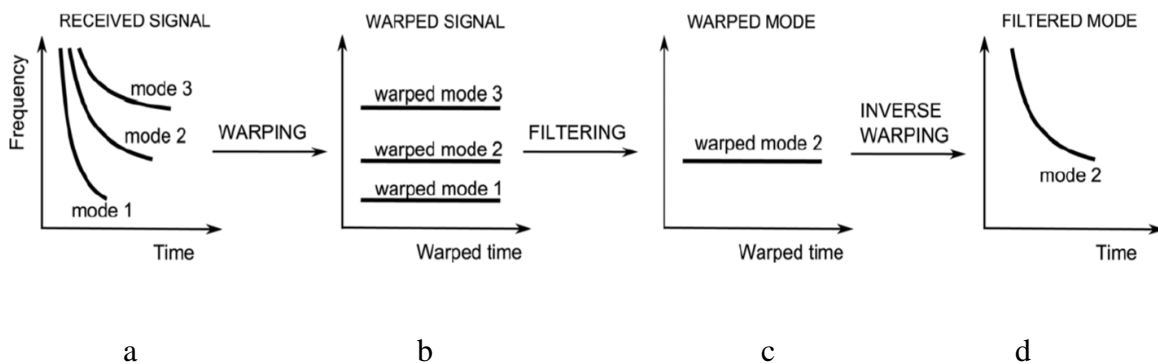 RECEIVED SIGNAL
Frequency
mode 3
mode 2
mode 1
Time
WARPING
WARPED SIGNAL
warped mode 3
warped mode 2
warped mode 1
Warped time
FILTERING
WARPED MODE
warped mode 2
Warped time
INVERSE
WARPING
FILTERED MODE
mode 2
Time
a
b
c
d